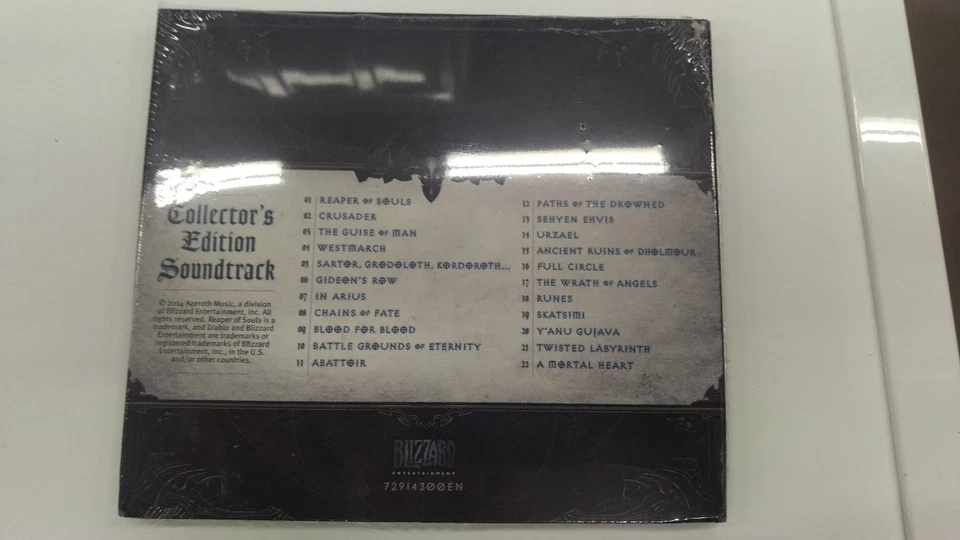 Collector's
Edition
Soundtrack
© 2014 Azeroth Music, a division
of Blizzard Entertainment, Inc. All
rights reserved. Reaper of Souls is a
trademark, and Diablo and Blizzard
Entertainment are trademarks or
registered trademarks of Blizzard
Entertainment, Inc., in the U.S.
and/or other countries.
01 REAPER OF SOULS
02 CRUSADER
03 THE GUISE OF MAN
04 WESTMARCH
05 SARTOR, GRODOLOTH, KORDOROTH...
06 GIDEON'S ROW
07 IN ARIUS
08 CHAINS OF FATE
09 BLOOD FOR BLOOD
10 BATTLE GROUNDS OF ETERNITY
11 ABATTOIR
12 PATHS OF THE DROWNED
13 SEHYEN EHVIS
14 URZAEL
15 ANCIENT RUINS OF DHOLMOUR
16 FULL CIRCLE
17 THE WRATH OF ANGELS
18 RUNES
19 SKATSIMI
20 Y'ANU GUJAVA
21 TWISTED LABYRINTH
22 A MORTAL HEART
BLIZZARD
ENTERTAINMENT
72914300EN